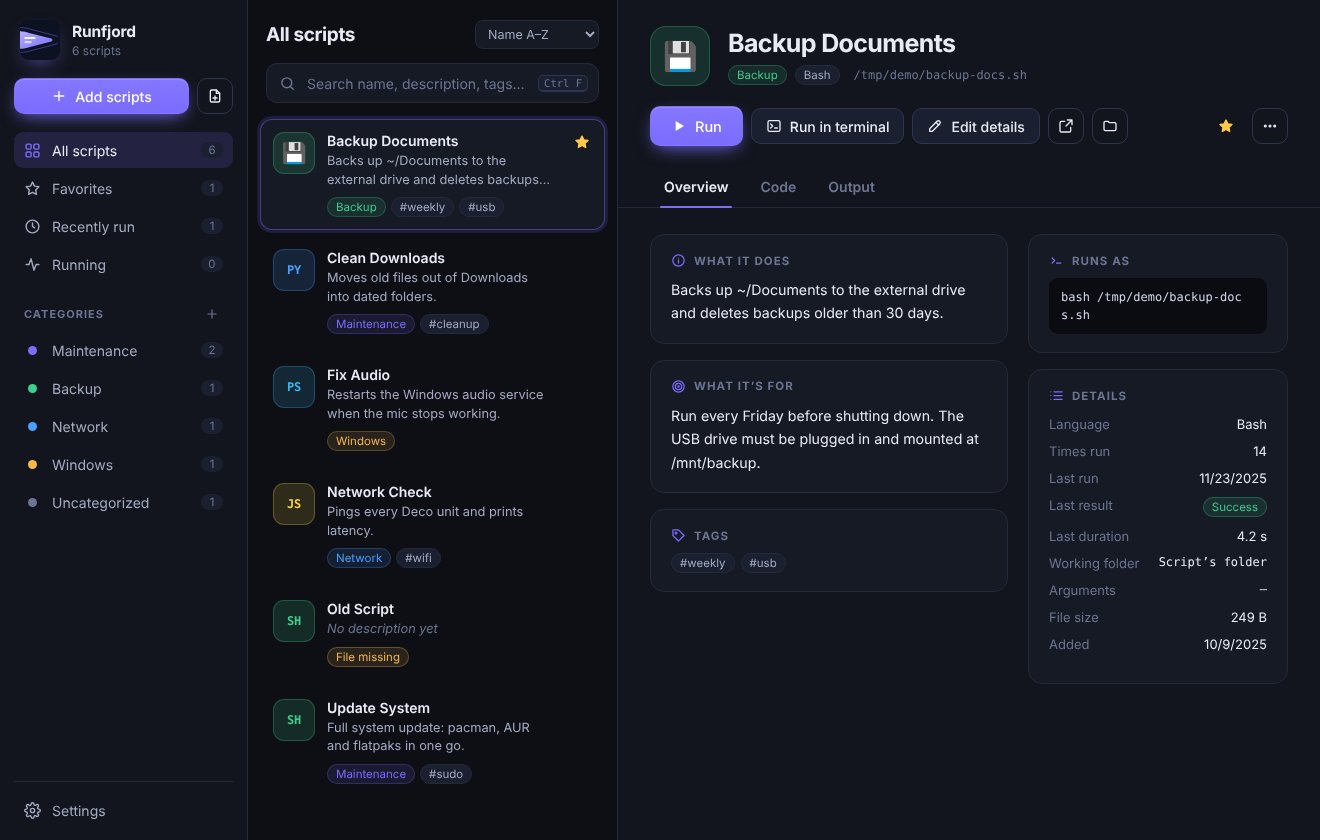 Runfjord
6 scripts
Add scripts
All scripts 6
Favorites 1
Recently run 1
Running 0
CATEGORIES
Maintenance 2
Backup 1
Network 1
Windows 1
Uncategorized 1
Settings
All scripts
Name A–Z
Search name, description, tags... Ctrl F
Backup Documents
Backs up ~/Documents to the
external drive and deletes backups...
Backup #weekly #usb
PY
Clean Downloads
Moves old files out of Downloads
into dated folders.
Maintenance #cleanup
PS
Fix Audio
Restarts the Windows audio service
when the mic stops working.
Windows
JS
Network Check
Pings every Deco unit and prints
latency.
Network #wifi
SH
Old Script
No description yet
File missing
SH
Update System
Full system update: pacman, AUR
and flatpaks in one go.
Maintenance #sudo
Backup Documents
Backup Bash /tmp/demo/backup-docs.sh
Run Run in terminal Edit details
Overview Code Output
WHAT IT DOES
Backs up ~/Documents to the external drive
and deletes backups older than 30 days.
WHAT IT’S FOR
Run every Friday before shutting down. The
USB drive must be plugged in and mounted at
/mnt/backup.
TAGS
#weekly #usb
RUNS AS
bash /tmp/demo/backup-doc
s.sh
DETAILS
Language Bash
Times run 14
Last run 11/23/2025
Last result Success
Last duration 4.2 s
Working folder Script’s folder
Arguments —
File size 249 B
Added 10/9/2025